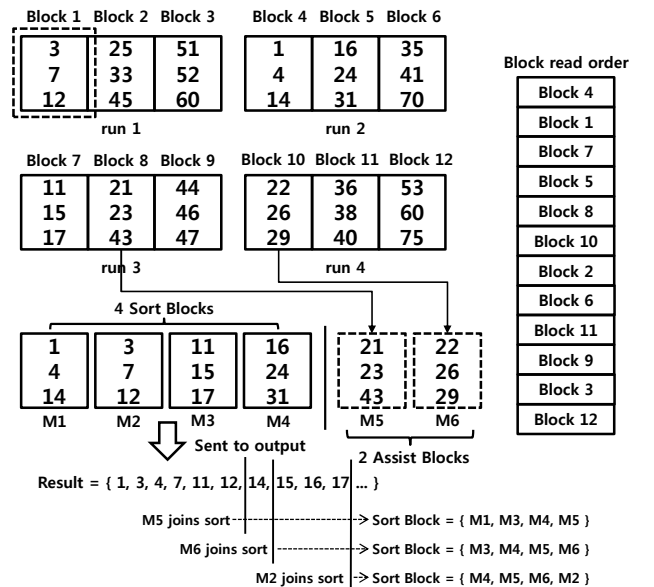 Block 1 Block 2 Block 3
3 25 51
7 33 52
12 45 60
run 1
Block 4 Block 5 Block 6
1 16 35
4 24 41
14 31 70
run 2
Block 7 Block 8 Block 9
11 21 44
15 23 46
17 43 47
run 3
Block 10 Block 11 Block 12
22 36 53
26 38 60
29 40 75
run 4
Block read order
Block 4
Block 1
Block 7
Block 5
Block 8
Block 10
Block 2
Block 6
Block 11
Block 9
Block 3
Block 12
4 Sort Blocks
1 3 11 16
4 7 15 24
14 12 17 31
M1 M2 M3 M4
21 22
23 26
43 29
M5 M6
2 Assist Blocks
Sent to output
Result = { 1, 3, 4, 7, 11, 12, 14, 15, 16, 17 ... }
M5 joins sort Sort Block = { M1, M3, M4, M5 }
M6 joins sort Sort Block = { M3, M4, M5, M6 }
M2 joins sort Sort Block = { M4, M5, M6, M2 }